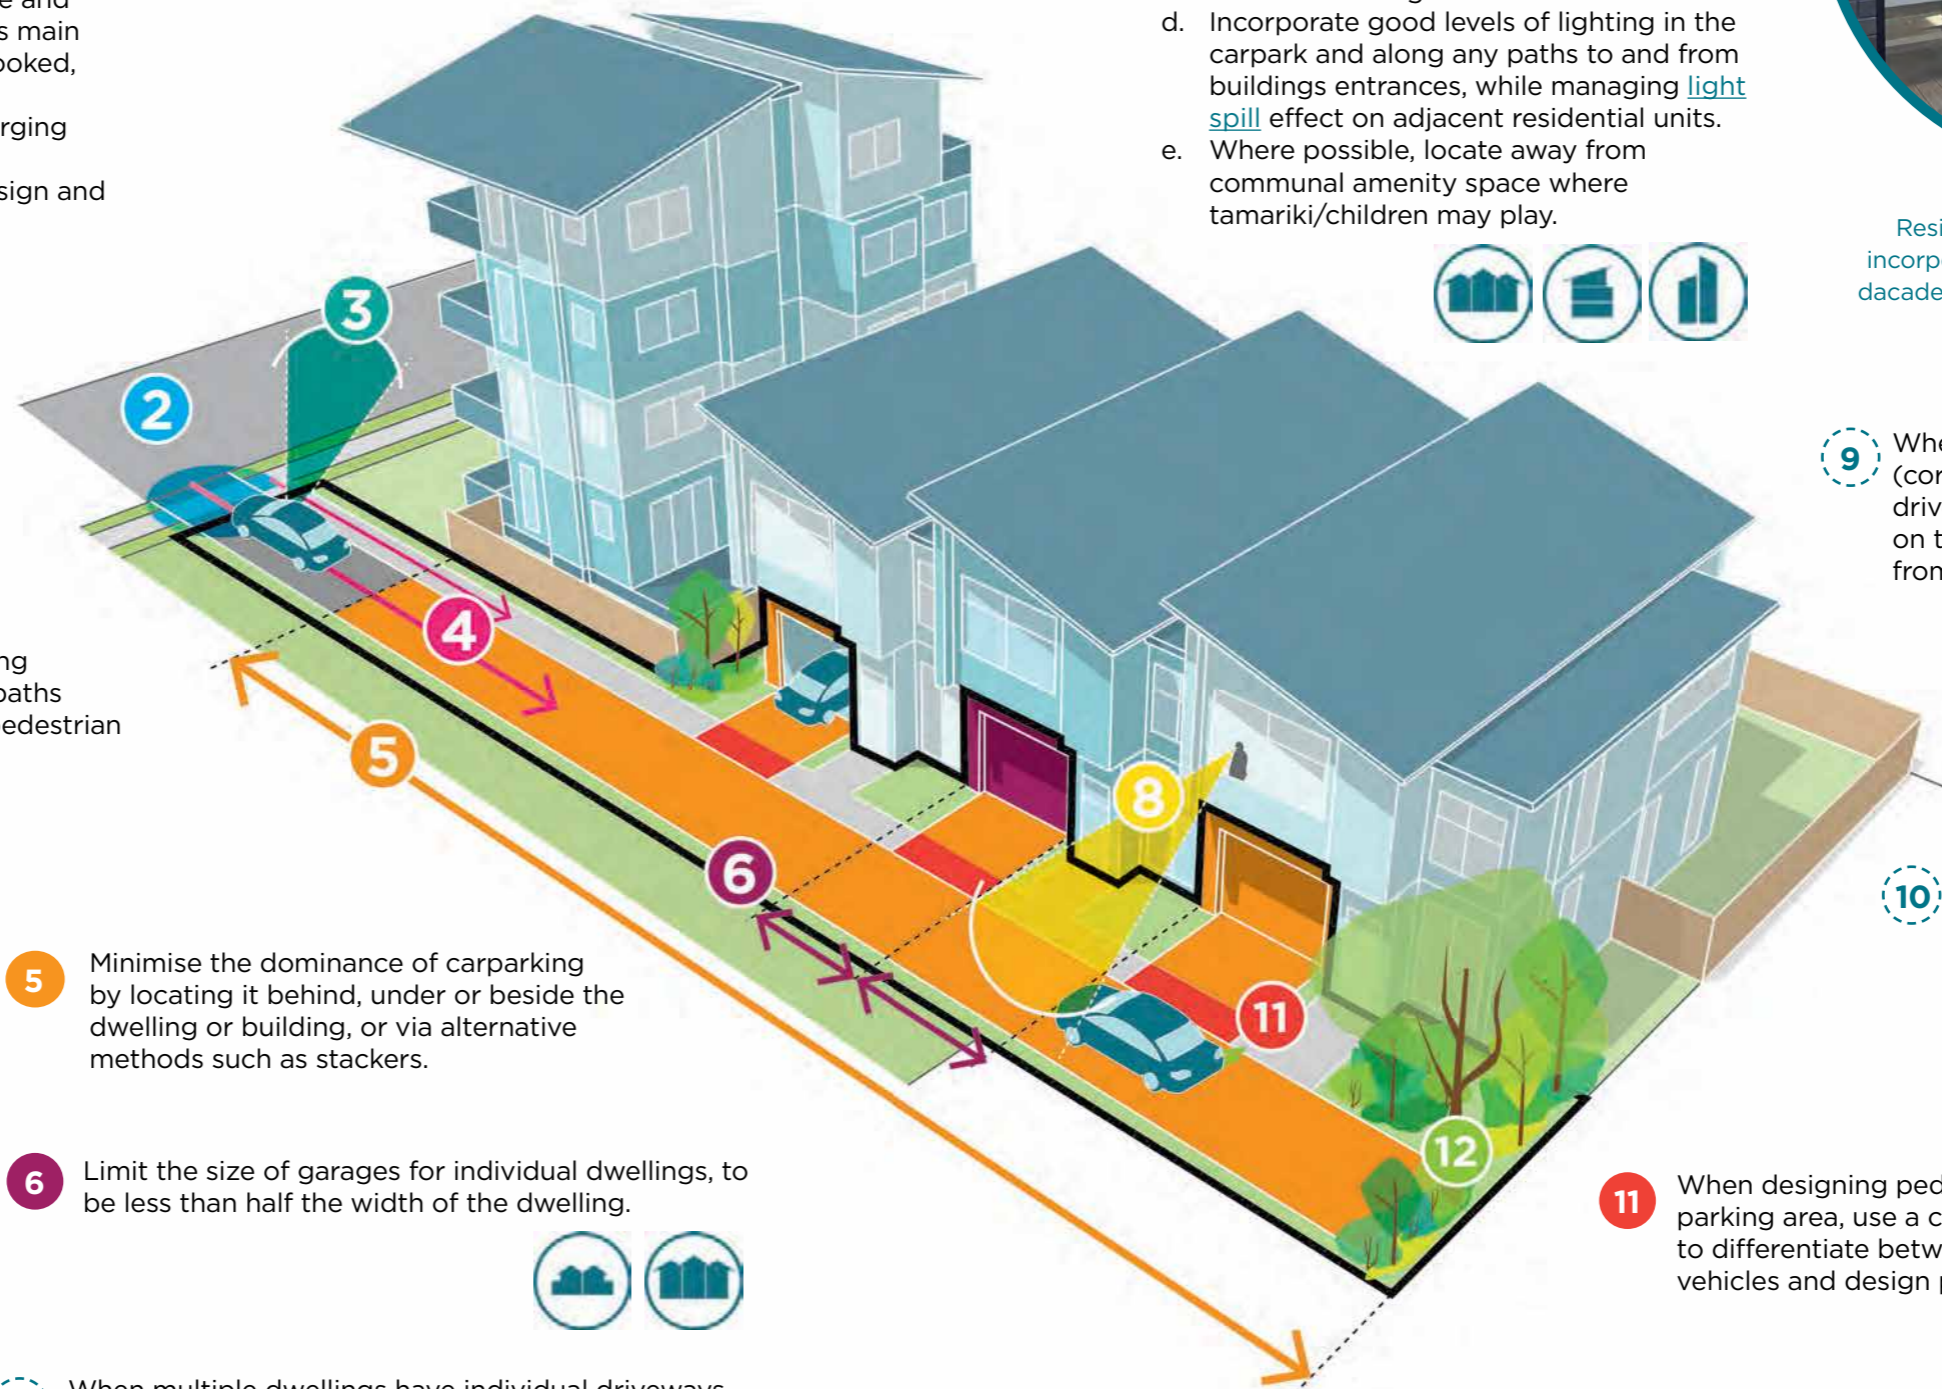 e and
s main
ooked,
rging
sign and
d. Incorporate good levels of lighting in the
carpark and along any paths to and from
buildings entrances, while managing light
spill effect on adjacent residential units.
e. Where possible, locate away from
communal amenity space where
tamariki/children may play.
Resi
incorp
dacade
3
2
4
5
6
8
11
12
ng
paths
edestrian
9
Whe
(cor
driv
on t
fron
10
5
Minimise the dominance of carparking
by locating it behind, under or beside the
dwelling or building, or via alternative
methods such as stackers.
6
Limit the size of garages for individual dwellings, to
be less than half the width of the dwelling.
11
When designing ped
parking area, use a c
to differentiate betw
vehicles and design p
When multiple dwellings have individual driveways